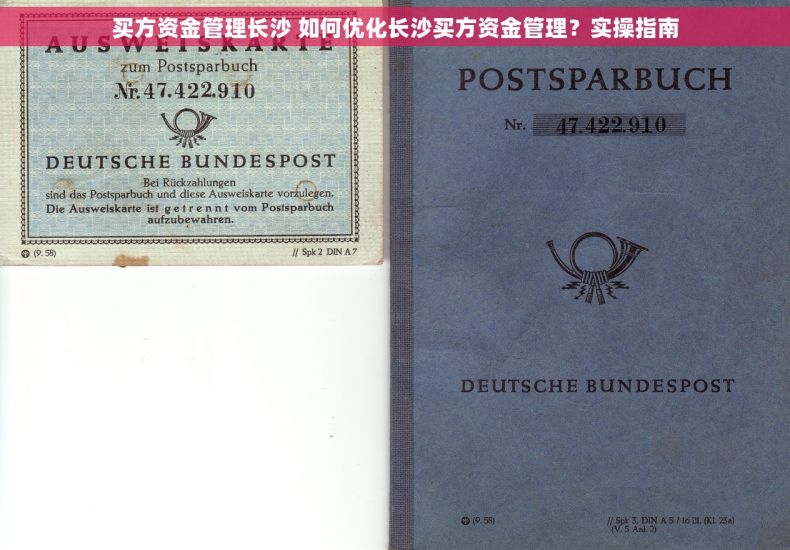 买方资金管理长沙 如何优化长沙买方资金管理？实操指南
AUSWEISKARTE
zum Postsparbuch
Nr. 47.422.910
DEUTSCHE BUNDESPOST
Bei Rückzahlungen
sind das Postsparbuch und diese Ausweiskarte vorzulegen.
Die Ausweiskarte ist getrennt vom Postsparbuch
aufzubewahren.
(9. 58)
// Spk 2 DIN A 7
POSTSPARBUCH
Nr. 47.422.910
DEUTSCHE BUNDESPOST
(9. 58)
// Spk 3, DIN A 5 / 16 Bl. (Kl. 23a)
(V. 5 Anl. 2)